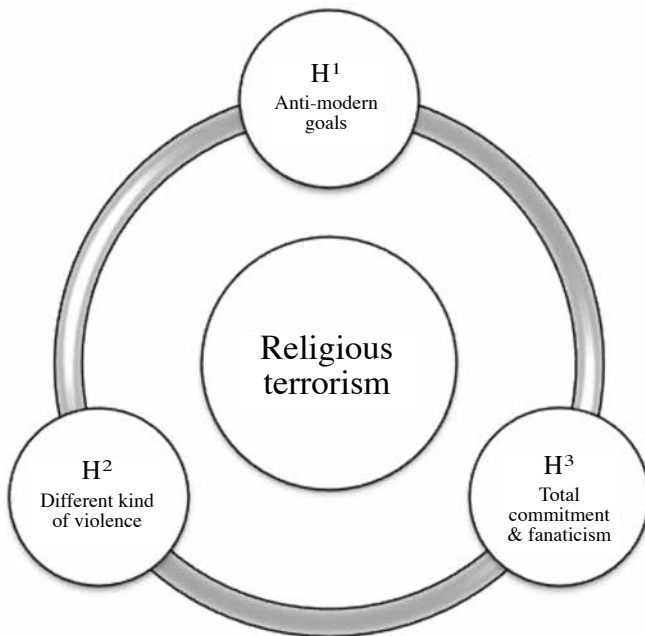 H¹
Anti-modern
goals
Religious
terrorism
H²
Different kind
of violence
H³
Total
commitment
& fanaticism